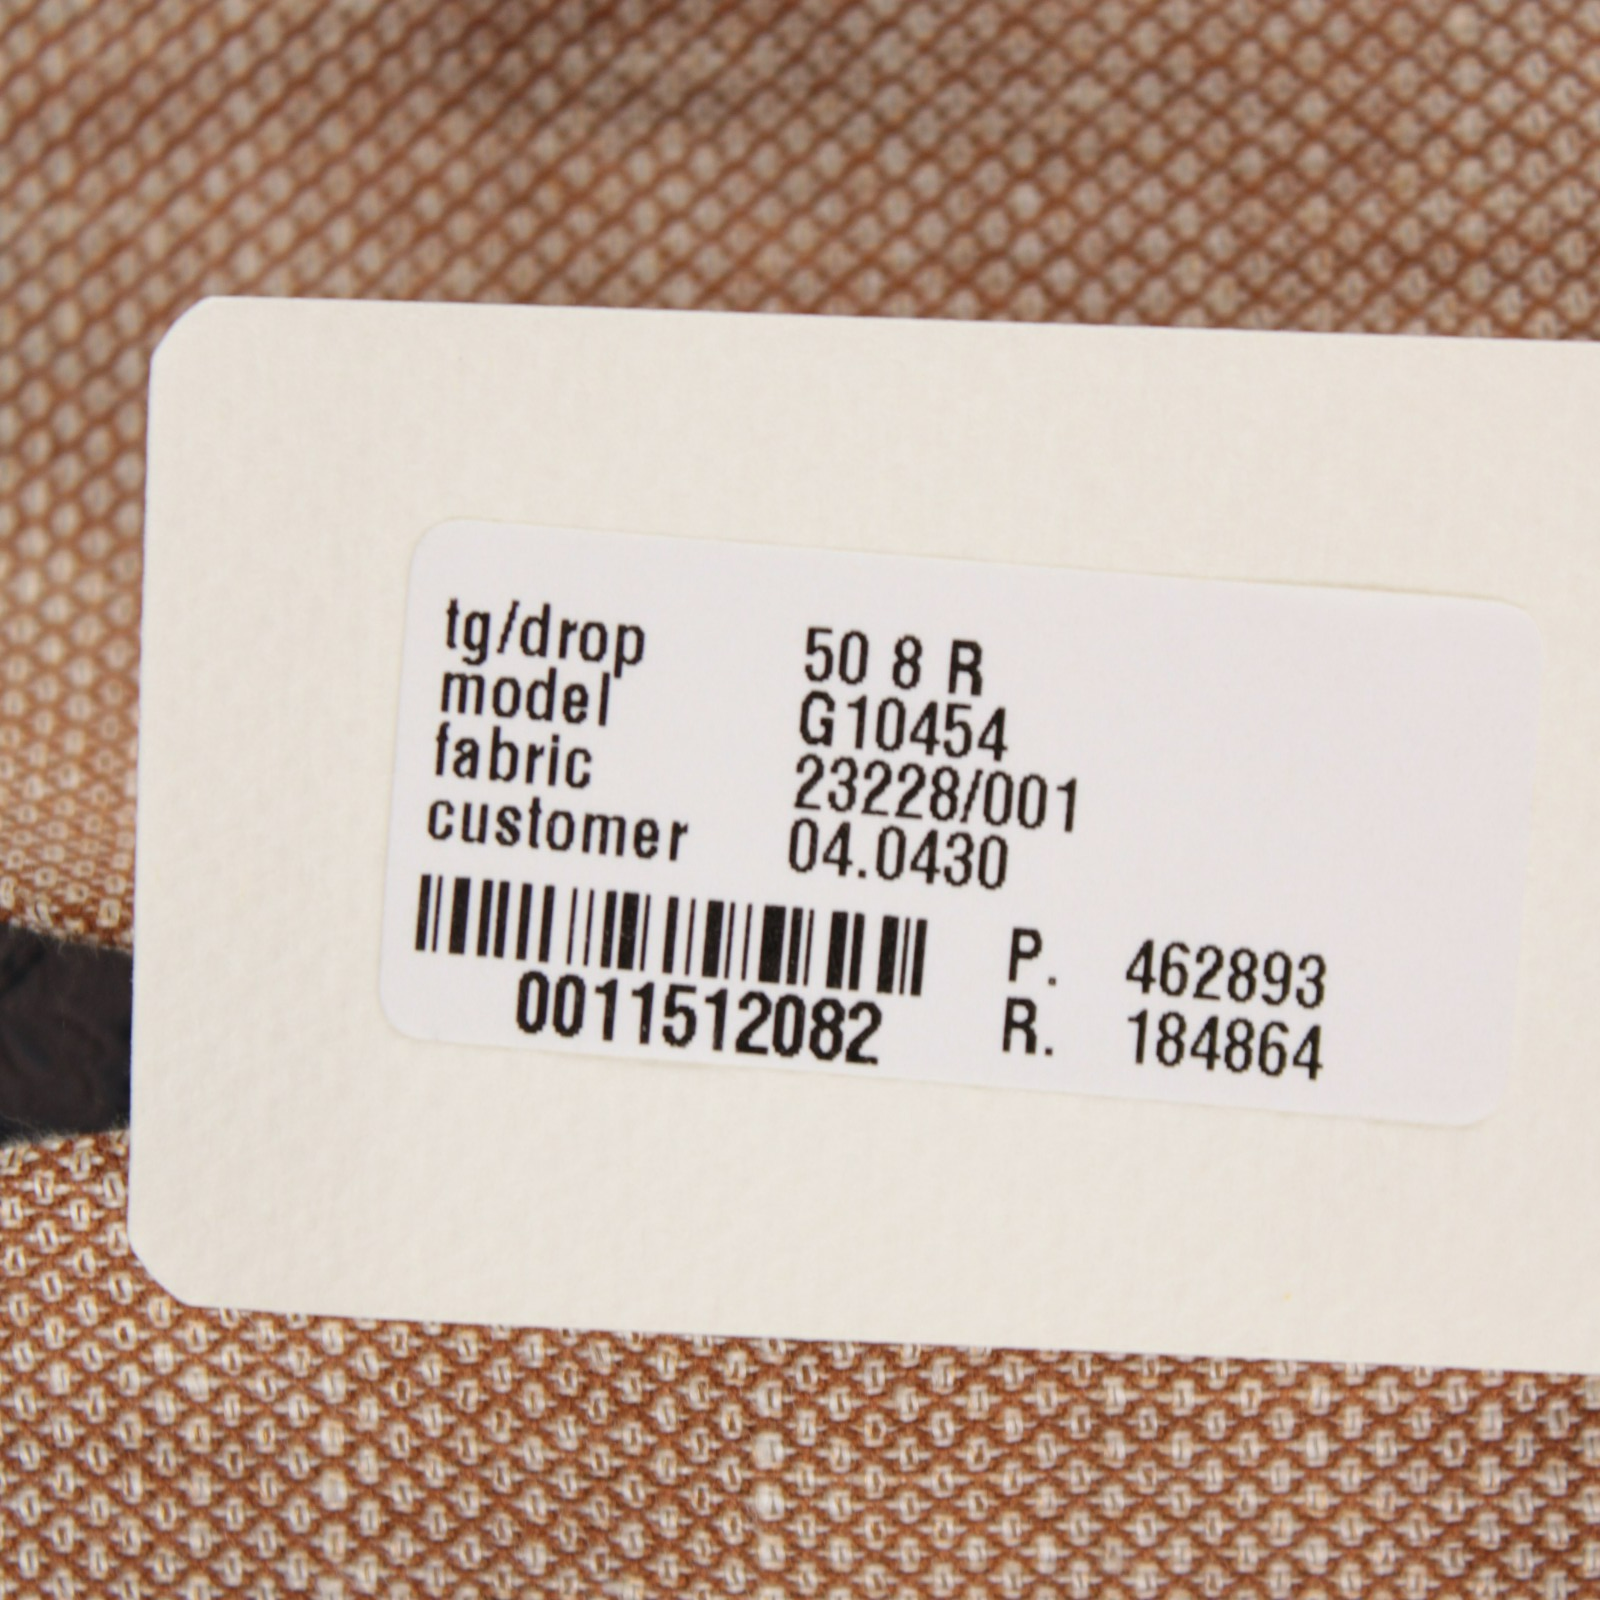 tg/drop 50 8 R
model G10454
fabric 23228/001
customer 04.0430
P. 462893
0011512082 R. 184864